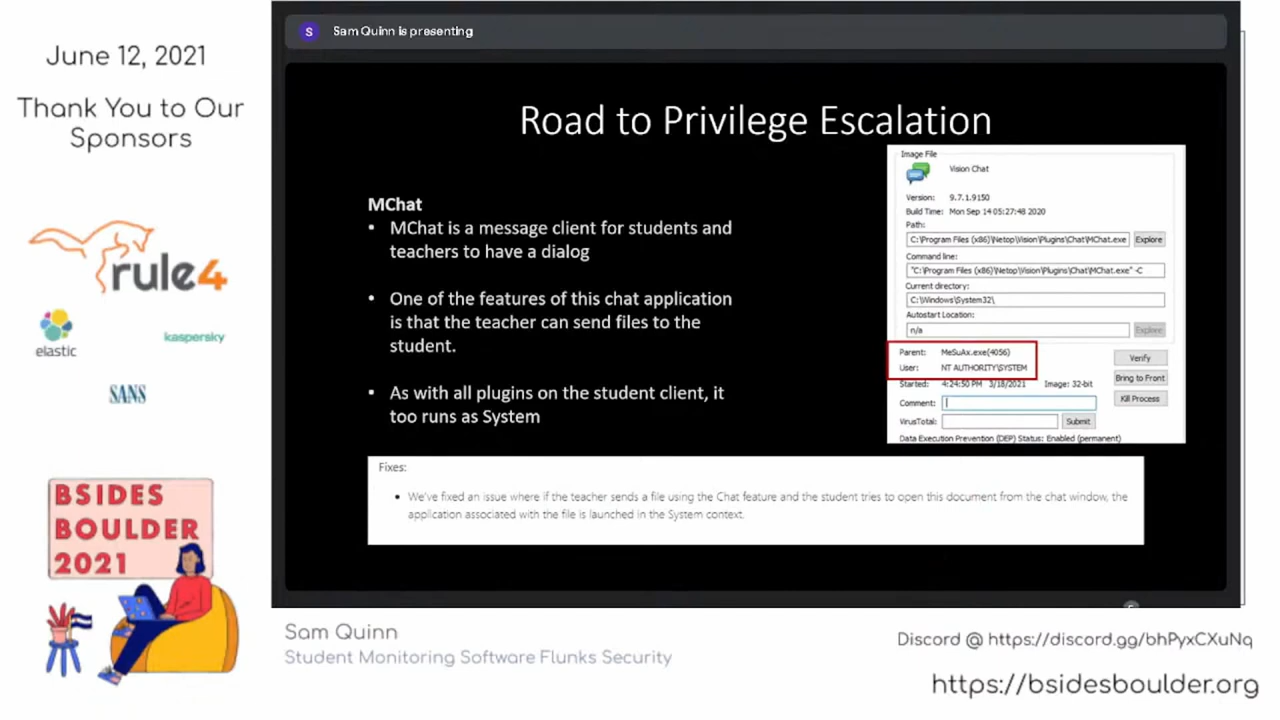 June 12, 2021
Thank You to Our
Sponsors
rule4
elastic
kaspersky
SANS
BSIDES
BOULDER
2021
S
Sam Quinn is presenting
Road to Privilege Escalation
MChat
• MChat is a message client for students and
teachers to have a dialog
• One of the features of this chat application
is that the teacher can send files to the
student.
• As with all plugins on the student client, it
too runs as System
Image File
Vision Chat
Version: 9.7.1.9150
Build Time: Mon Sep 14 05:27:48 2020
Path:
C:\Program Files (x86)\Netop\Vision\Plugins\Chat\MChat.exe Explore
Command line:
"C:\Program Files (x86)\Netop\Vision\Plugins\Chat\MChat.exe" -C
Current directory:
C:\Windows\System32\
Autostart Location:
n/a Explore
Parent: MeSuAx.exe(4056) Verify
User: NT AUTHORITY\SYSTEM
Bring to Front
Started: 4:24:50 PM 3/18/2021 Image: 32-bit
Comment: Kill Process
VirusTotal: Submit
Data Execution Prevention (DEP) Status: Enabled (permanent)
Fixes:
• We've fixed an issue where if the teacher sends a file using the Chat feature and the student tries to open this document from the chat window, the
application associated with the file is launched in the System context.
Sam Quinn
Student Monitoring Software Flunks Security
Discord @ https://discord.gg/bhPyxCXuNq
https://bsidesboulder.org